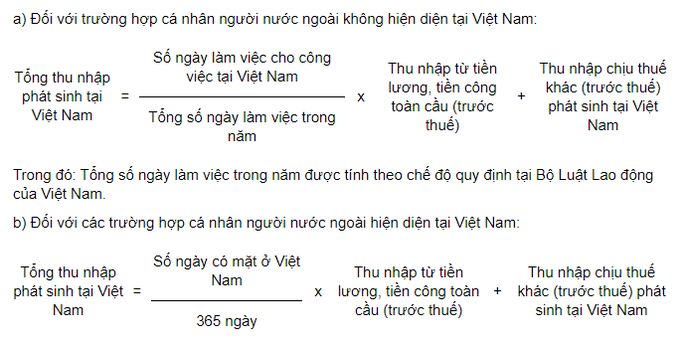 a) Đối với trường hợp cá nhân người nước ngoài không hiện diện tại Việt Nam:
Tổng thu nhập
phát sinh tại
Việt Nam
=
Số ngày làm việc cho công
việc tại Việt Nam
Tổng số ngày làm việc trong
năm
x
Thu nhập từ tiền
lương, tiền công
toàn cầu (trước
thuế)
+
Thu nhập chịu thuế
khác (trước thuế)
phát sinh tại Việt
Nam
Trong đó: Tổng số ngày làm việc trong năm được tính theo chế độ quy định tại Bộ Luật Lao động
của Việt Nam.
b) Đối với các trường hợp cá nhân người nước ngoài hiện diện tại Việt Nam:
Tổng thu nhập
phát sinh tại Việt
Nam
=
Số ngày có mặt ở Việt
Nam
365 ngày
x
Thu nhập từ tiền
lương, tiền công toàn
cầu (trước thuế)
+
Thu nhập chịu thuế
khác (trước thuế) phát
sinh tại Việt Nam